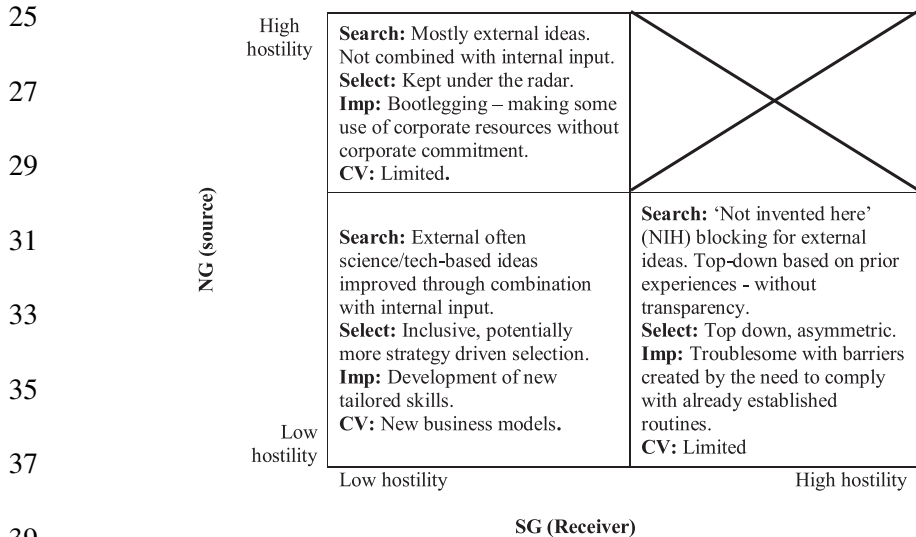 25
27
29
31
33
35
37
High
hostility
NG (source)
Low
hostility
Search: Mostly external ideas.
Not combined with internal input.
Select: Kept under the radar.
Imp: Bootlegging – making some
use of corporate resources without
corporate commitment.
CV: Limited.
Search: External often
science/tech-based ideas
improved through combination
with internal input.
Select: Inclusive, potentially
more strategy driven selection.
Imp: Development of new
tailored skills.
CV: New business models.
Search: ‘Not invented here’
(NIH) blocking for external
ideas. Top-down based on prior
experiences - without
transparency.
Select: Top down, asymmetric.
Imp: Troublesome with barriers
created by the need to comply
with already established
routines.
CV: Limited
Low hostility
High hostility
SG (Receiver)